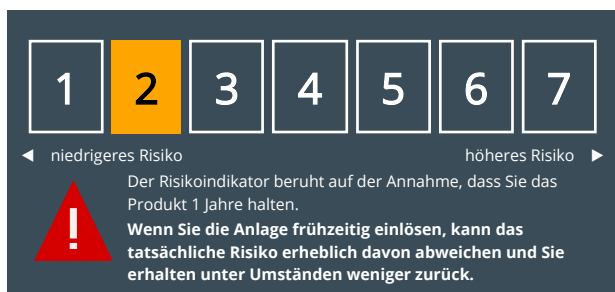 1 2 3 4 5 6 7
◄ niedrigeres Risiko höheres Risiko ►
Der Risikoindikator beruht auf der Annahme, dass Sie das
Produkt 1 Jahre halten.
Wenn Sie die Anlage frühzeitig einlösen, kann das
tatsächliche Risiko erheblich davon abweichen und Sie
erhalten unter Umständen weniger zurück.
!